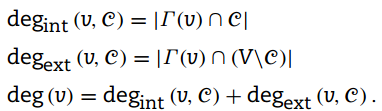 deg_int (v, C) = |Γ(v) ∩ C|
deg_ext (v, C) = |Γ(v) ∩ (V\C)|
deg (v) = deg_int (v, C) + deg_ext (v, C) .